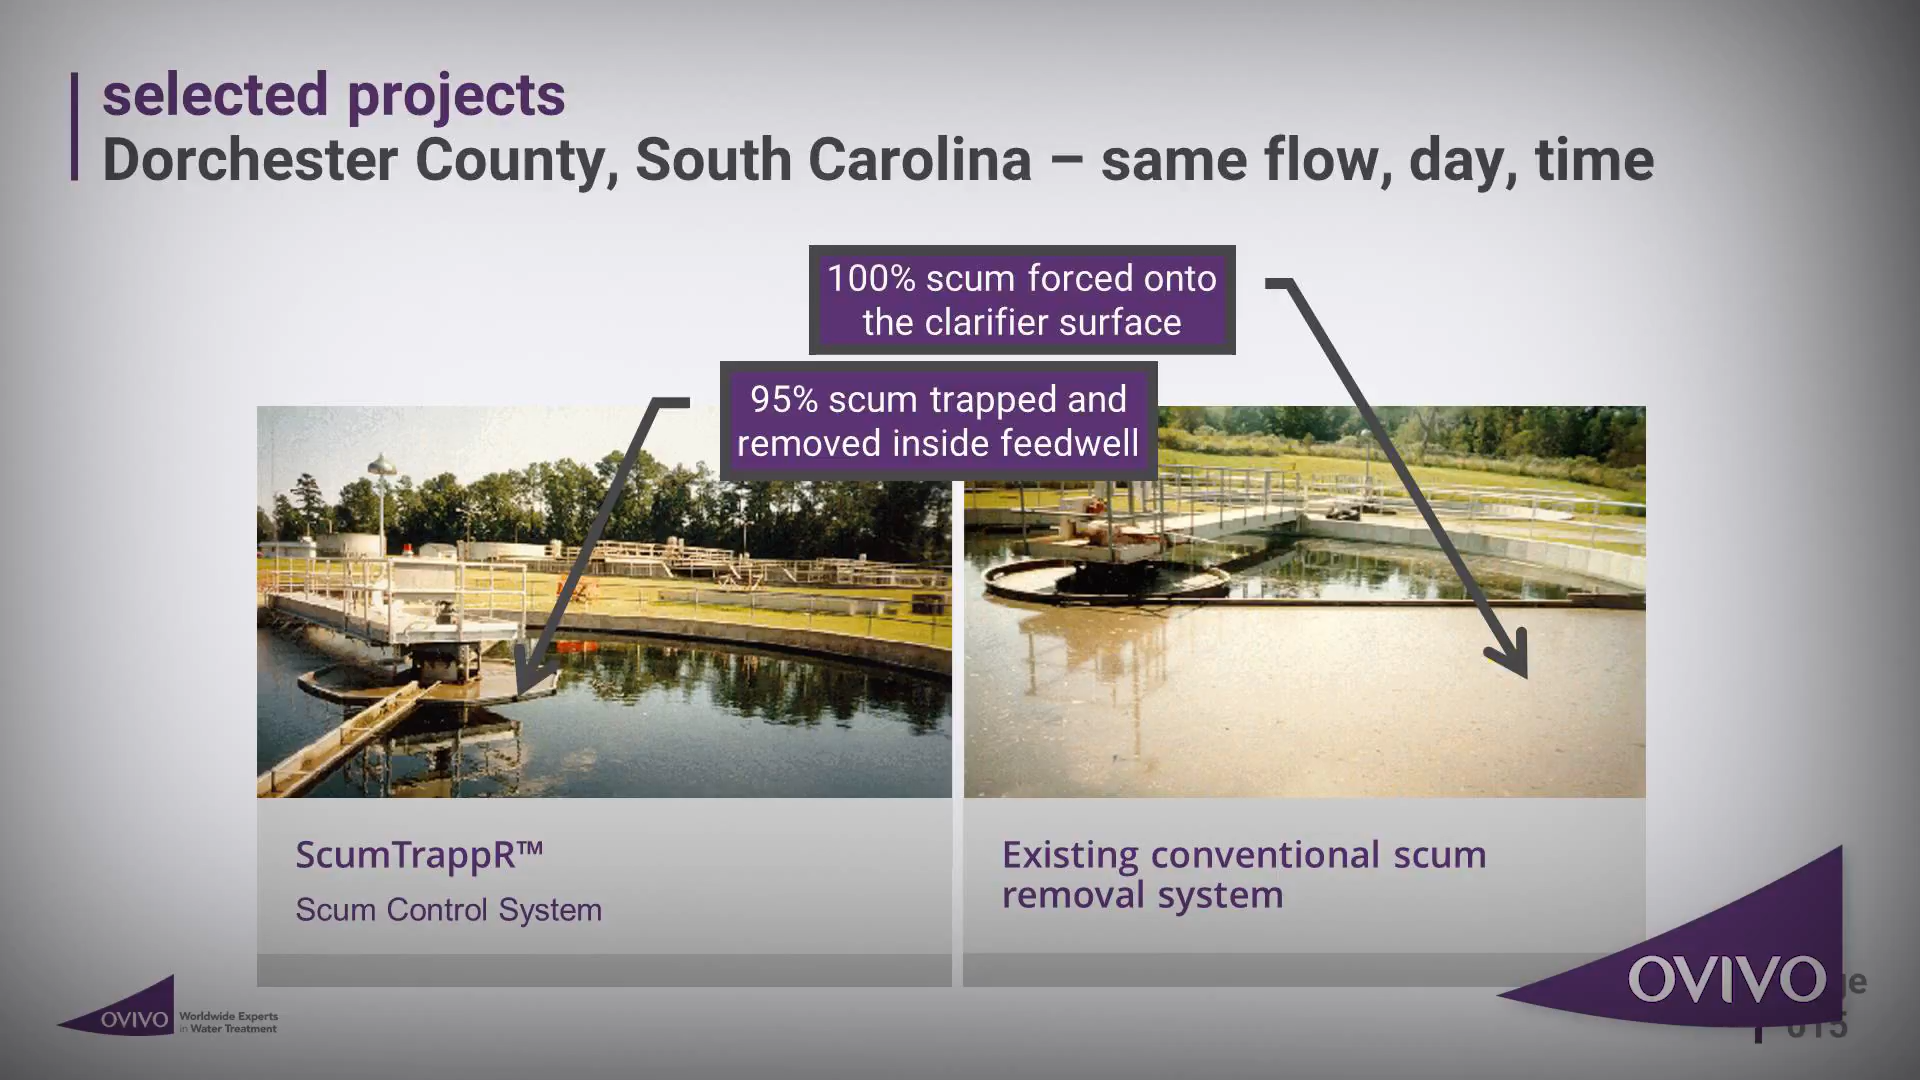 selected projects
Dorchester County, South Carolina – same flow, day, time
100% scum forced onto
the clarifier surface
95% scum trapped and
removed inside feedwell
ScumTrappR™
Scum Control System
Existing conventional scum
removal system
OVIVO
Worldwide Experts
in Water Treatment
OVIVO
015